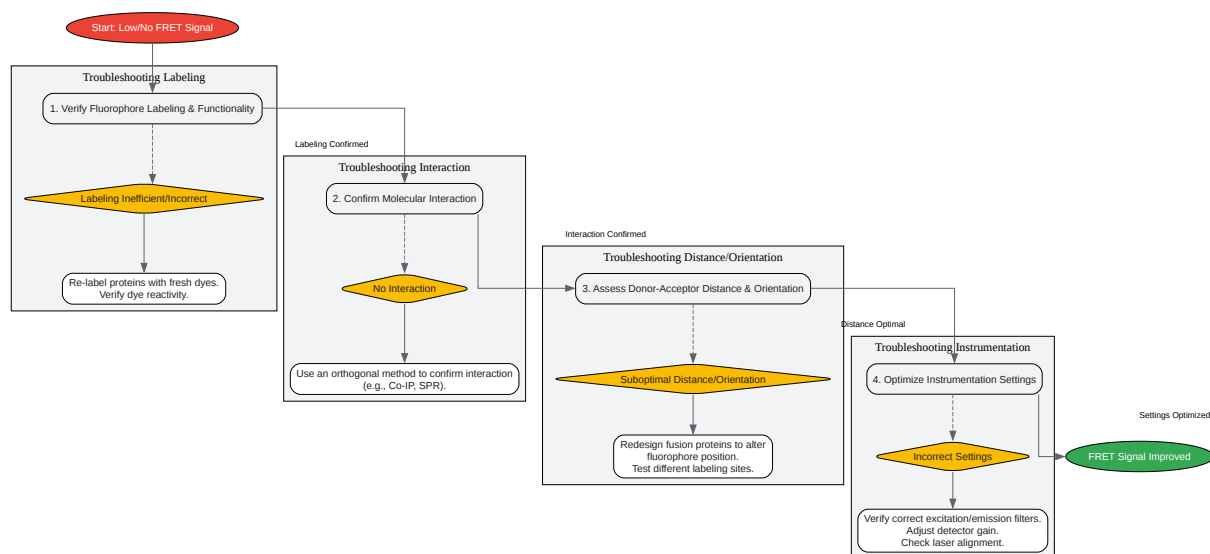 Start: Low/No FRET Signal
Troubleshooting Labeling
1. Verify Fluorophore Labeling & Functionality
Labeling Inefficient/Incorrect
Re-label proteins with fresh dyes.
Verify dye reactivity.
Labeling Confirmed
Troubleshooting Interaction
2. Confirm Molecular Interaction
No Interaction
Use an orthogonal method to confirm interaction
(e.g., Co-IP, SPR).
Interaction Confirmed
Troubleshooting Distance/Orientation
3. Assess Donor-Acceptor Distance & Orientation
Suboptimal Distance/Orientation
Redesign fusion proteins to alter
fluorophore position.
Test different labeling sites.
Distance Optimal
Troubleshooting Instrumentation
4. Optimize Instrumentation Settings
Incorrect Settings
Verify correct excitation/emission filters.
Adjust detector gain.
Check laser alignment.
Settings Optimized
FRET Signal Improved